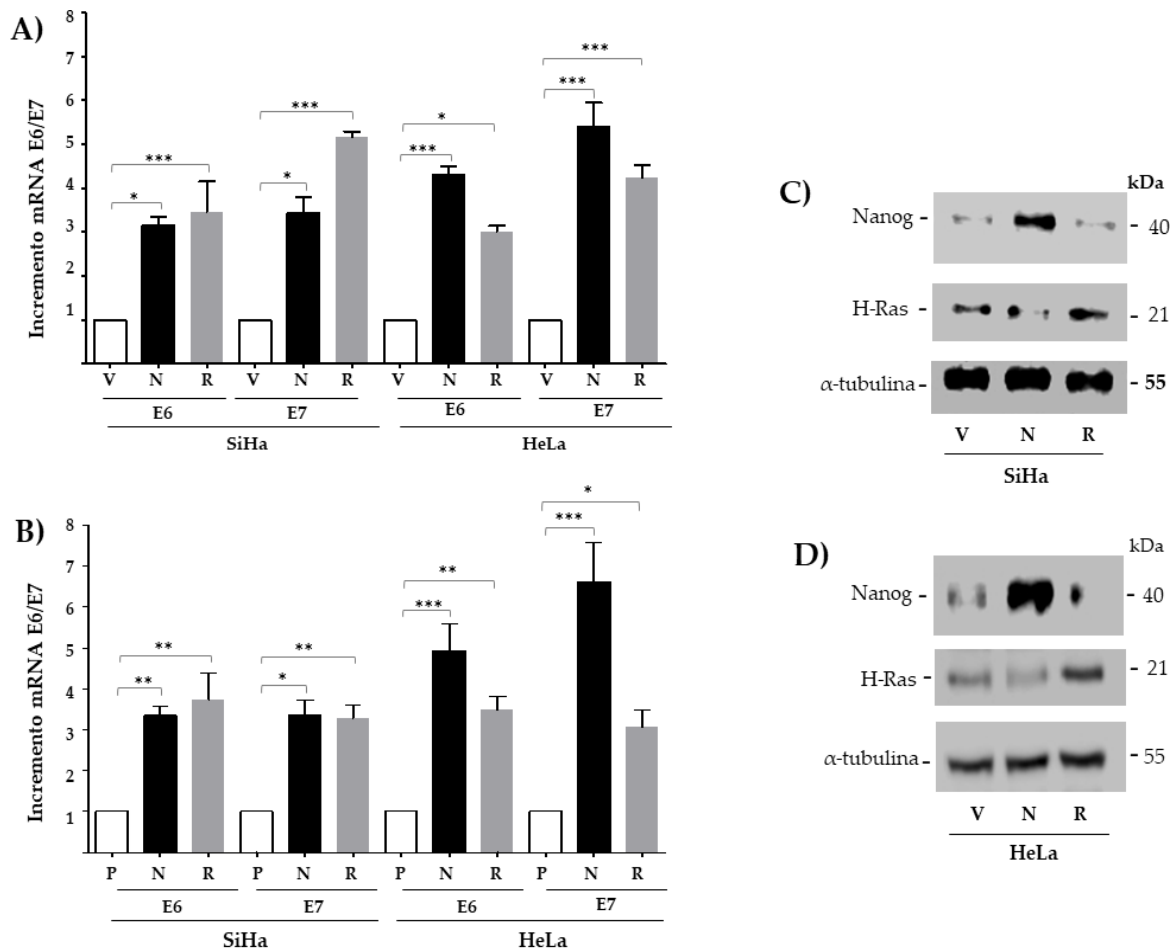 A)
Incremento mRNA E6/E7
8
7
6
5
4
3
2
1
* *** * *** *** * *** ***
V N R V N R V N R V N R
E6 E7 E6 E7
SiHa HeLa
B)
Incremento mRNA E6/E7
8
7
6
5
4
3
2
1
** ** * ** *** ** *** *
P N R P N R P N R P N R
E6 E7 E6 E7
SiHa HeLa
C)
kDa
Nanog - - 40
H-Ras - - 21
α-tubulina - - 55
V N R
SiHa
D)
kDa
Nanog - - 40
H-Ras - - 21
α-tubulina - - 55
V N R
HeLa